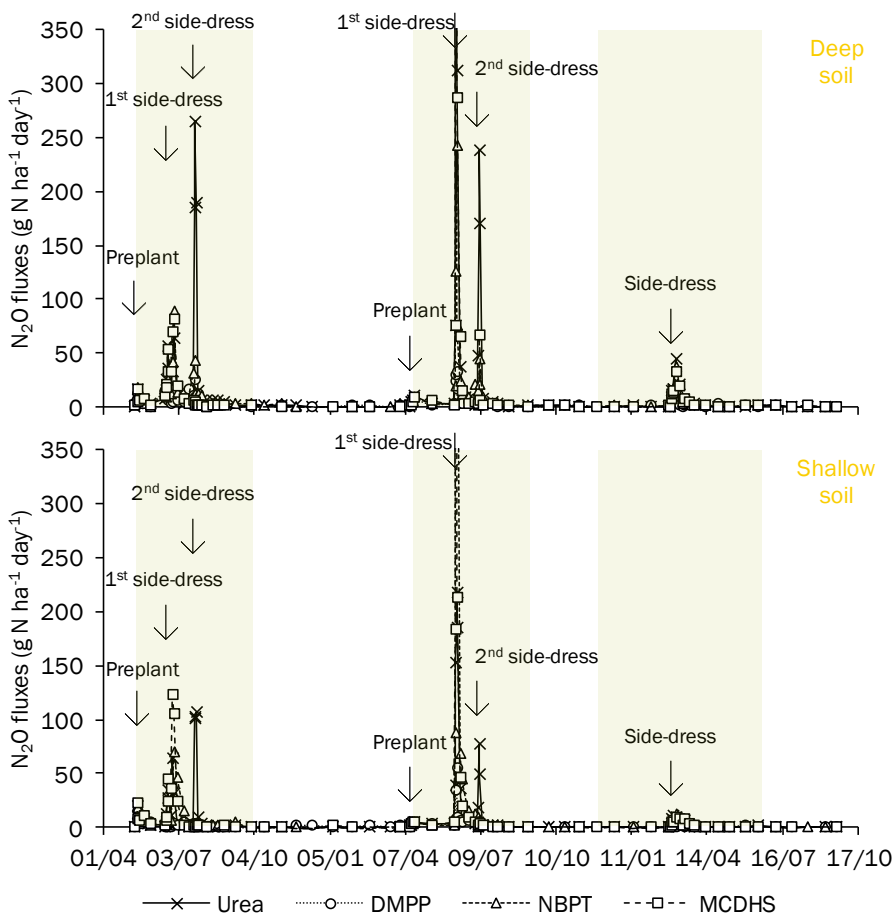 350
300
250
200
150
100
50
0
N₂O fluxes (g N ha⁻¹ day⁻¹)
2ⁿᵈ side-dress
1ˢᵗ side-dress
Preplant
1ˢᵗ side-dress
2ⁿᵈ side-dress
Preplant
Side-dress
Deep
soil
350
300
250
200
150
100
50
0
N₂O fluxes (g N ha⁻¹ day⁻¹)
2ⁿᵈ side-dress
1ˢᵗ side-dress
Preplant
1ˢᵗ side-dress
2ⁿᵈ side-dress
Preplant
Side-dress
Shallow
soil
01/04 03/07 04/10 05/01 07/04 09/07 10/10 11/01 14/04 16/07 17/10
Urea DMPP NBPT MCDHS